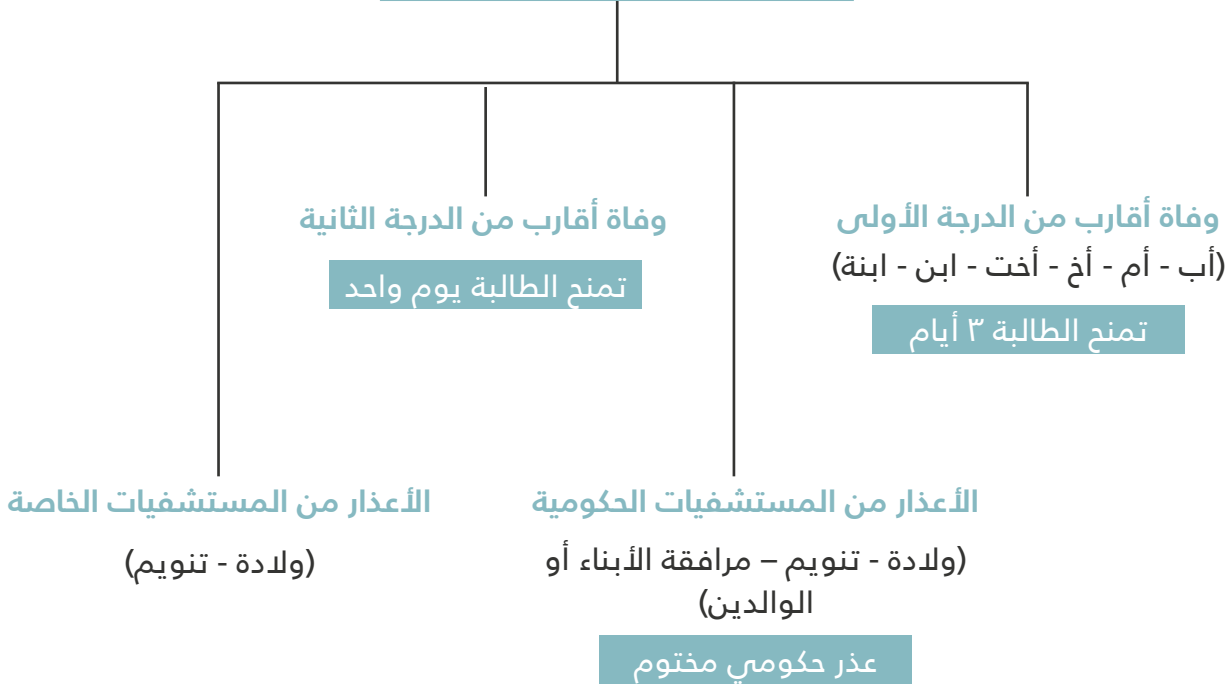 وفاة أقارب من الدرجة الأولى
(أب - أم - أخ - أخت - ابن - ابنة)
تمنح الطالبة ٣ أيام
وفاة أقارب من الدرجة الثانية
تمنح الطالبة يوم واحد
الأعذار من المستشفيات الحكومية
(ولادة - تنويم – مرافقة الأبناء أو
الوالدين)
عذر حكومي مختوم
الأعذار من المستشفيات الخاصة
(ولادة - تنويم)